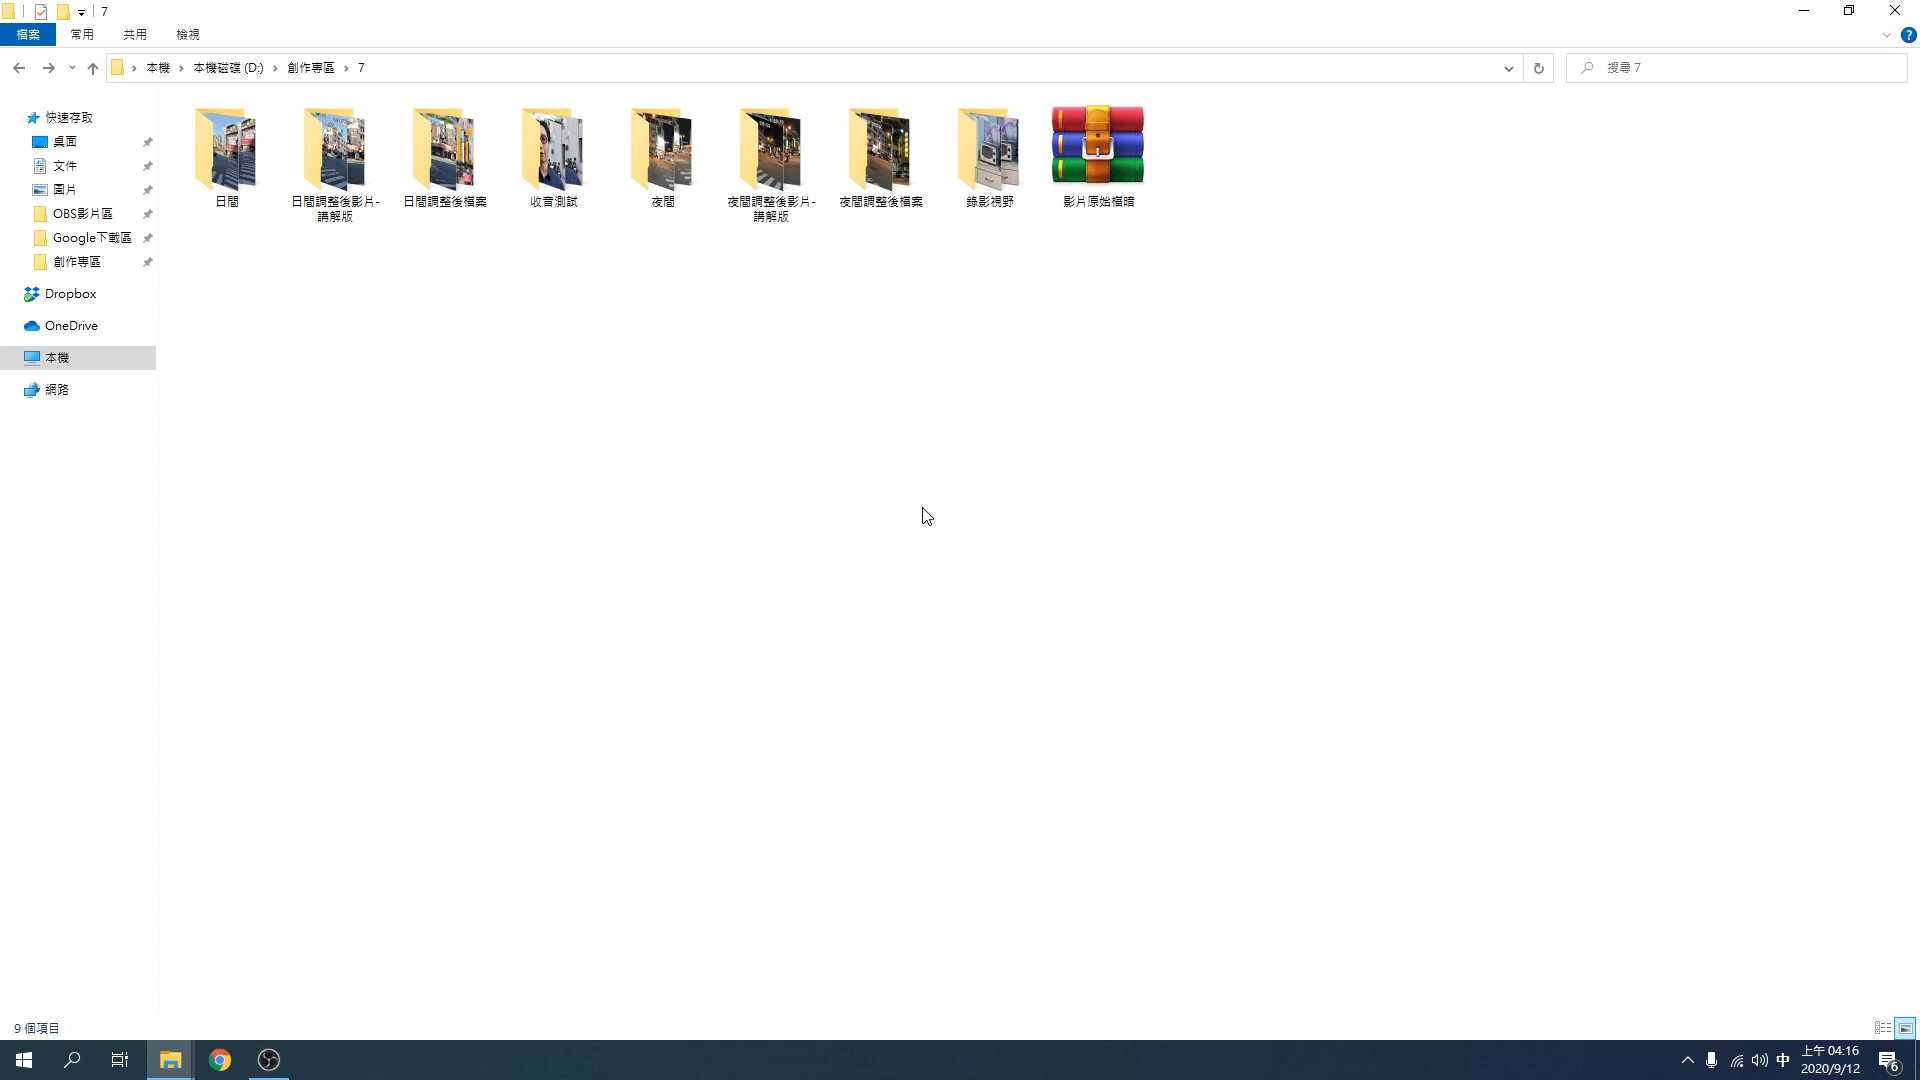 7
檔案 常用 共用 檢視
本機 本機磁碟 (D:) 創作專區 7
搜尋 7
快速存取
桌面
文件
圖片
OBS影片區
Google下載區
創作專區
Dropbox
OneDrive
本機
網路
日間
日間調整後影片-
講解版
日間調整後檔案
收音測試
夜間
夜間調整後影片-
講解版
夜間調整後檔案
錄影視野
影片原始檔暗
9 個項目
中
上午 04:16
2020/9/12
6